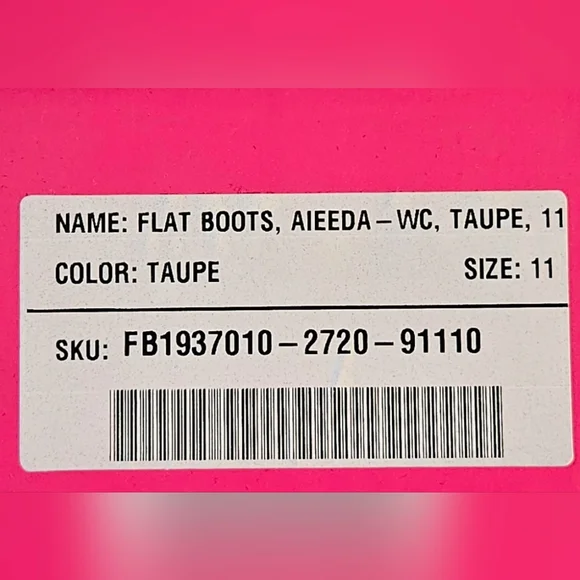 NAME: FLAT BOOTS, AIEEDA-WC, TAUPE, 11
COLOR: TAUPE SIZE: 11
SKU: FB1937010-2720-91110